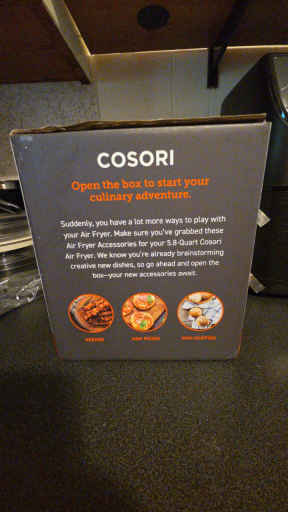 COSORI
Open the box to start your
culinary adventure.
Suddenly, you have a lot more ways to play with
your Air Fryer. Make sure you've grabbed these
Air Fryer Accessories for your 5.8-Quart Cosori
Air Fryer. We know you're already brainstorming
creative new dishes, so go ahead and open the
box—your new accessories await.